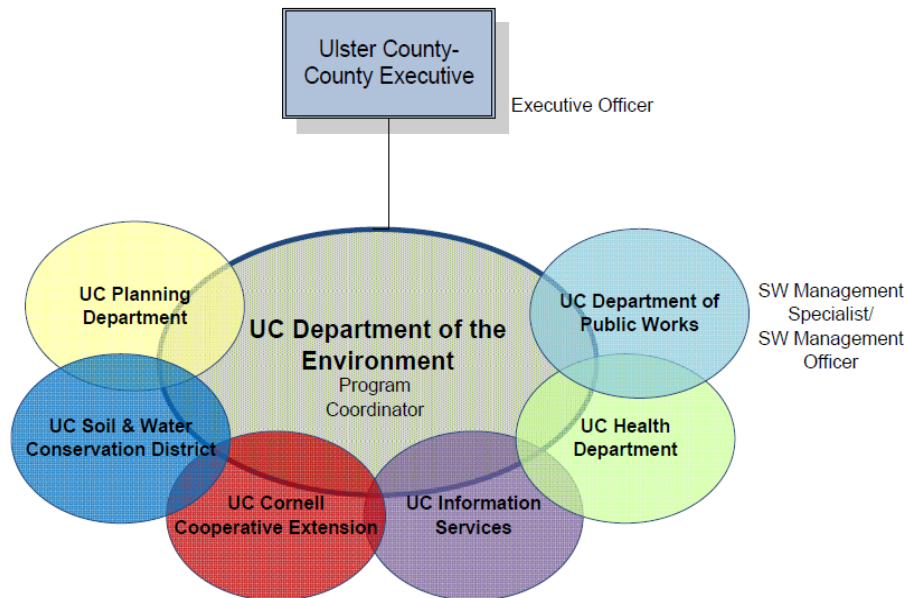 Ulster County-
County Executive
Executive Officer
UC Planning
Department
UC Department of the
Environment
Program
Coordinator
UC Department of
Public Works
SW Management
Specialist/
SW Management
Officer
UC Soil & Water
Conservation District
UC Health
Department
UC Cornell
Cooperative Extension
UC Information
Services